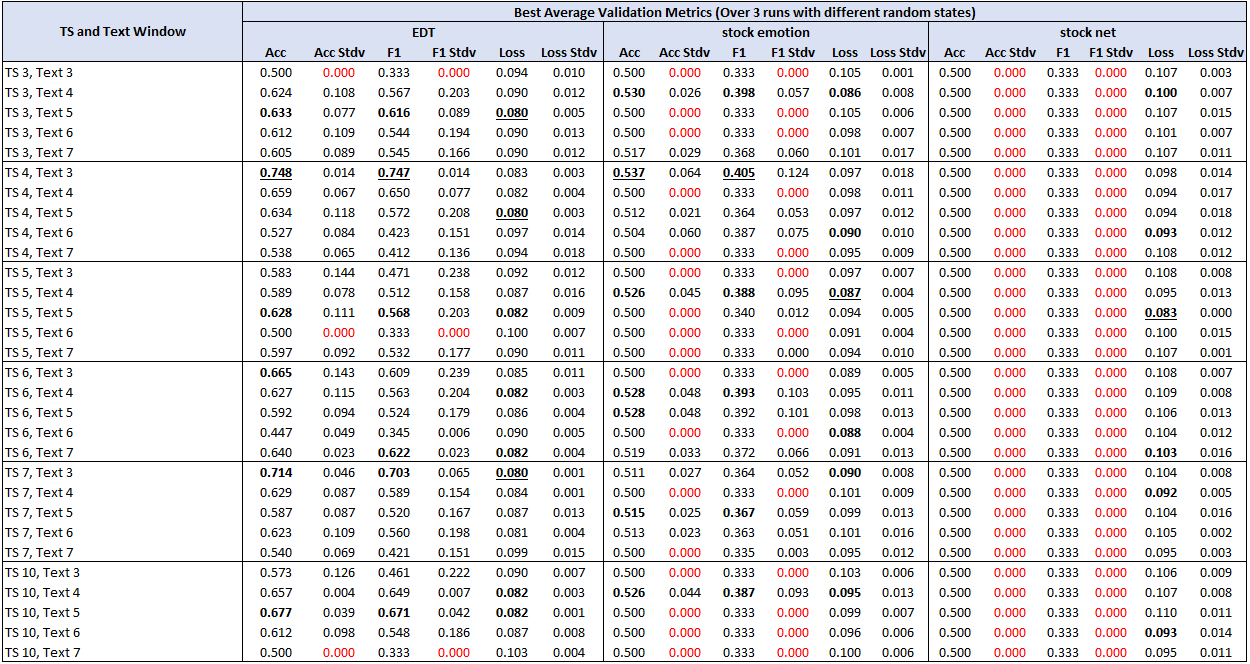 Best Average Validation Metrics (Over 3 runs with different random states)
TS and Text Window EDT stock emotion stock net
Acc Acc Stdv F1 F1 Stdv Loss Loss Stdv Acc Acc Stdv F1 F1 Stdv Loss Loss Stdv Acc Acc Stdv F1 F1 Stdv Loss Loss Stdv
TS 3, Text 3 0.500 0.000 0.333 0.000 0.094 0.010 0.500 0.000 0.333 0.000 0.105 0.001 0.500 0.000 0.333 0.000 0.107 0.003
TS 3, Text 4 0.624 0.108 0.567 0.203 0.090 0.012 0.530 0.026 0.398 0.057 0.086 0.008 0.500 0.000 0.333 0.000 0.100 0.007
TS 3, Text 5 0.633 0.077 0.616 0.089 0.080 0.005 0.500 0.000 0.333 0.000 0.105 0.006 0.500 0.000 0.333 0.000 0.107 0.015
TS 3, Text 6 0.612 0.109 0.544 0.194 0.090 0.013 0.500 0.000 0.333 0.000 0.098 0.007 0.500 0.000 0.333 0.000 0.101 0.007
TS 3, Text 7 0.605 0.089 0.545 0.166 0.090 0.012 0.517 0.029 0.368 0.060 0.101 0.017 0.500 0.000 0.333 0.000 0.107 0.011
TS 4, Text 3 0.748 0.014 0.747 0.014 0.083 0.003 0.537 0.064 0.405 0.124 0.097 0.018 0.500 0.000 0.333 0.000 0.098 0.014
TS 4, Text 4 0.659 0.067 0.650 0.077 0.082 0.004 0.500 0.000 0.333 0.000 0.098 0.011 0.500 0.000 0.333 0.000 0.094 0.017
TS 4, Text 5 0.634 0.118 0.572 0.208 0.080 0.003 0.512 0.021 0.364 0.053 0.097 0.012 0.500 0.000 0.333 0.000 0.094 0.018
TS 4, Text 6 0.527 0.084 0.423 0.151 0.097 0.014 0.504 0.060 0.387 0.075 0.090 0.010 0.500 0.000 0.333 0.000 0.093 0.012
TS 4, Text 7 0.538 0.065 0.412 0.136 0.094 0.018 0.500 0.000 0.333 0.000 0.095 0.009 0.500 0.000 0.333 0.000 0.108 0.012
TS 5, Text 3 0.583 0.144 0.471 0.238 0.092 0.012 0.500 0.000 0.333 0.000 0.097 0.007 0.500 0.000 0.333 0.000 0.108 0.008
TS 5, Text 4 0.589 0.078 0.512 0.158 0.087 0.016 0.526 0.045 0.388 0.095 0.087 0.004 0.500 0.000 0.333 0.000 0.095 0.013
TS 5, Text 5 0.628 0.111 0.568 0.203 0.082 0.009 0.500 0.000 0.340 0.012 0.094 0.005 0.500 0.000 0.333 0.000 0.083 0.000
TS 5, Text 6 0.500 0.000 0.333 0.000 0.100 0.007 0.500 0.000 0.333 0.000 0.091 0.004 0.500 0.000 0.333 0.000 0.100 0.015
TS 5, Text 7 0.597 0.092 0.532 0.177 0.090 0.011 0.500 0.000 0.333 0.000 0.094 0.010 0.500 0.000 0.333 0.000 0.107 0.001
TS 6, Text 3 0.665 0.143 0.609 0.239 0.085 0.011 0.500 0.000 0.333 0.000 0.089 0.005 0.500 0.000 0.333 0.000 0.108 0.007
TS 6, Text 4 0.627 0.115 0.563 0.204 0.082 0.003 0.528 0.048 0.393 0.103 0.095 0.011 0.500 0.000 0.333 0.000 0.109 0.008
TS 6, Text 5 0.592 0.094 0.524 0.179 0.086 0.004 0.528 0.048 0.392 0.101 0.098 0.013 0.500 0.000 0.333 0.000 0.106 0.013
TS 6, Text 6 0.447 0.049 0.345 0.006 0.090 0.005 0.500 0.000 0.333 0.000 0.088 0.004 0.500 0.000 0.333 0.000 0.104 0.012
TS 6, Text 7 0.640 0.023 0.622 0.023 0.082 0.004 0.519 0.033 0.372 0.066 0.091 0.013 0.500 0.000 0.333 0.000 0.103 0.016
TS 7, Text 3 0.714 0.046 0.703 0.065 0.080 0.001 0.511 0.027 0.364 0.052 0.090 0.008 0.500 0.000 0.333 0.000 0.104 0.008
TS 7, Text 4 0.629 0.087 0.589 0.154 0.084 0.001 0.500 0.000 0.333 0.000 0.101 0.009 0.500 0.000 0.333 0.000 0.092 0.005
TS 7, Text 5 0.587 0.087 0.520 0.167 0.087 0.013 0.515 0.025 0.367 0.059 0.099 0.013 0.500 0.000 0.333 0.000 0.104 0.016
TS 7, Text 6 0.623 0.109 0.560 0.198 0.081 0.004 0.513 0.023 0.363 0.051 0.101 0.016 0.500 0.000 0.333 0.000 0.105 0.002
TS 7, Text 7 0.540 0.069 0.421 0.151 0.099 0.015 0.500 0.000 0.335 0.003 0.095 0.012 0.500 0.000 0.333 0.000 0.095 0.003
TS 10, Text 3 0.573 0.126 0.461 0.222 0.090 0.007 0.500 0.000 0.333 0.000 0.103 0.006 0.500 0.000 0.333 0.000 0.106 0.009
TS 10, Text 4 0.657 0.004 0.649 0.007 0.082 0.003 0.526 0.044 0.387 0.093 0.095 0.013 0.500 0.000 0.333 0.000 0.107 0.008
TS 10, Text 5 0.677 0.039 0.671 0.042 0.082 0.001 0.500 0.000 0.333 0.000 0.099 0.007 0.500 0.000 0.333 0.000 0.110 0.011
TS 10, Text 6 0.612 0.098 0.548 0.186 0.087 0.008 0.500 0.000 0.333 0.000 0.096 0.006 0.500 0.000 0.333 0.000 0.093 0.014
TS 10, Text 7 0.500 0.000 0.333 0.000 0.103 0.004 0.500 0.000 0.333 0.000 0.100 0.006 0.500 0.000 0.333 0.000 0.095 0.011